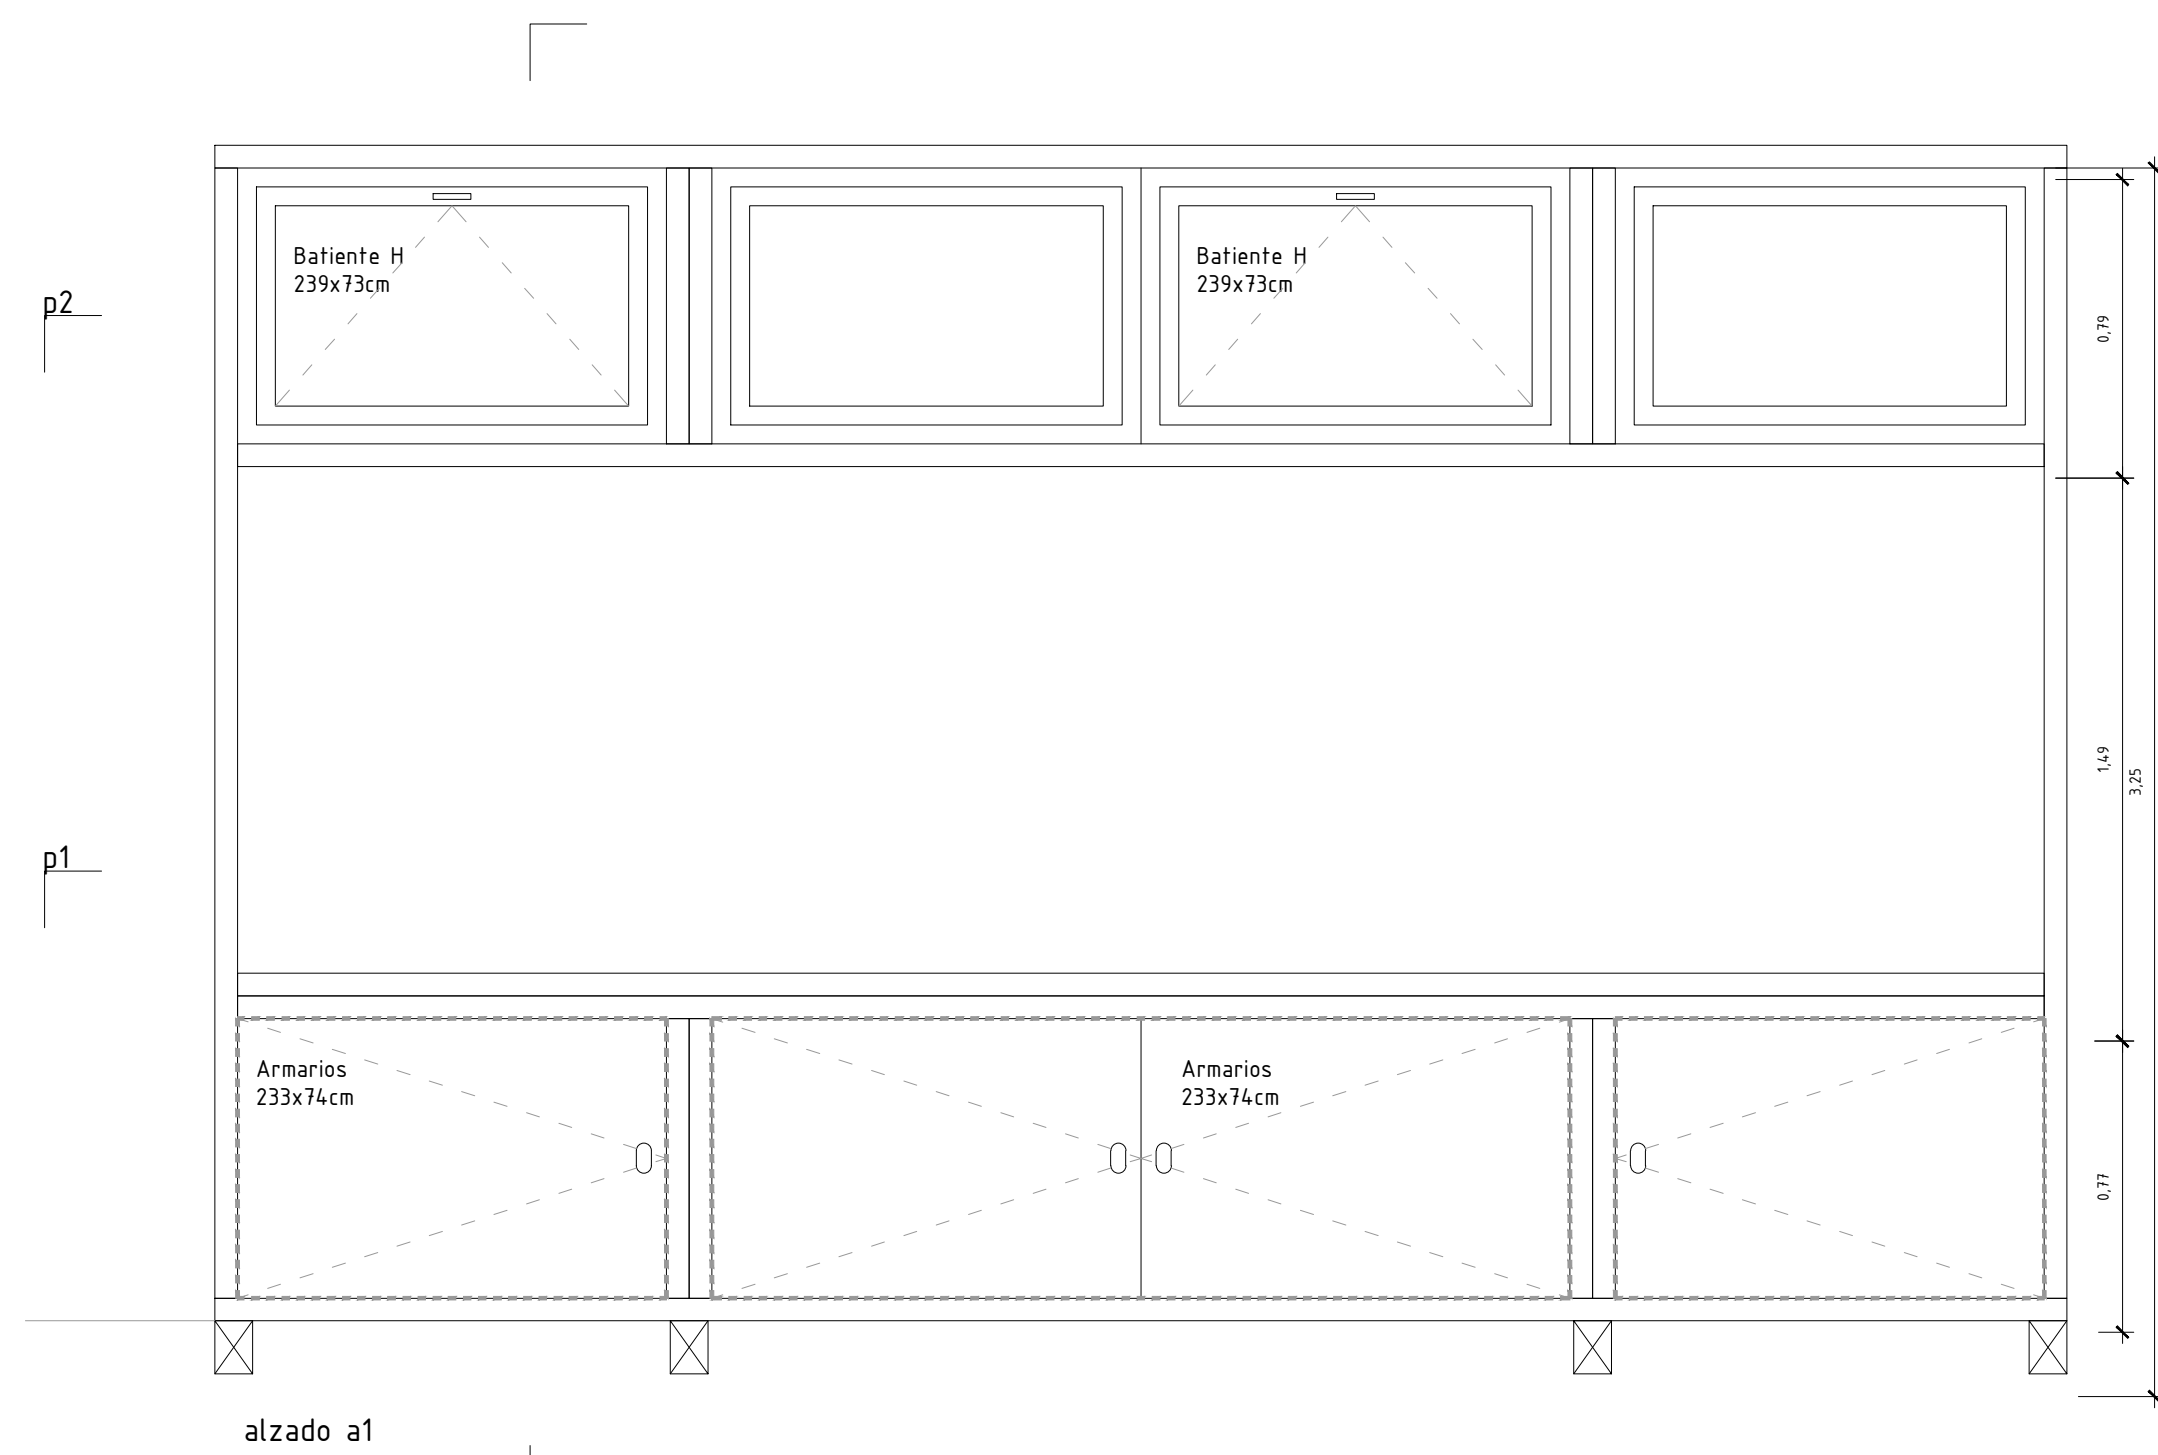 Batiente H
239x73cm
Batiente H
239x73cm
p2
0,79
1,49
3,25
p1
Armarios
233x74cm
Armarios
233x74cm
0,77
alzado a1